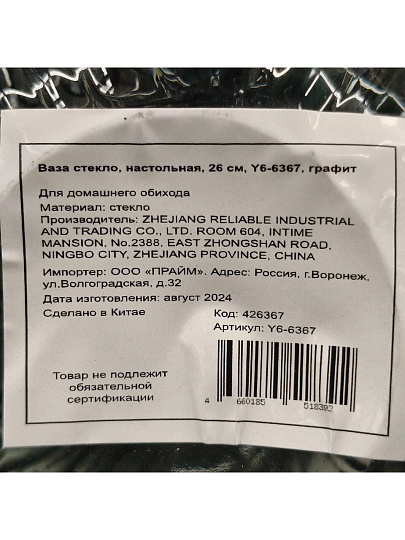 Ваза стекло, настольная, 26 см, Y6-6367, графит
Для домашнего обихода
Материал: стекло
Производитель: ZHEJIANG RELIABLE INDUSTRIAL
AND TRADING CO., LTD. ROOM 604, INTIME
MANSION, No.2388, EAST ZHONGSHAN ROAD,
NINGBO CITY, ZHEJIANG PROVINCE, CHINA
Импортер: ООО «ПРАЙМ». Адрес: Россия, г.Воронеж,
ул.Волгоградская, д.32
Дата изготовления: август 2024
Сделано в Китае
Код: 426367
Артикул: Y6-6367
Товар не подлежит
обязательной
сертификации
4 660185 518392